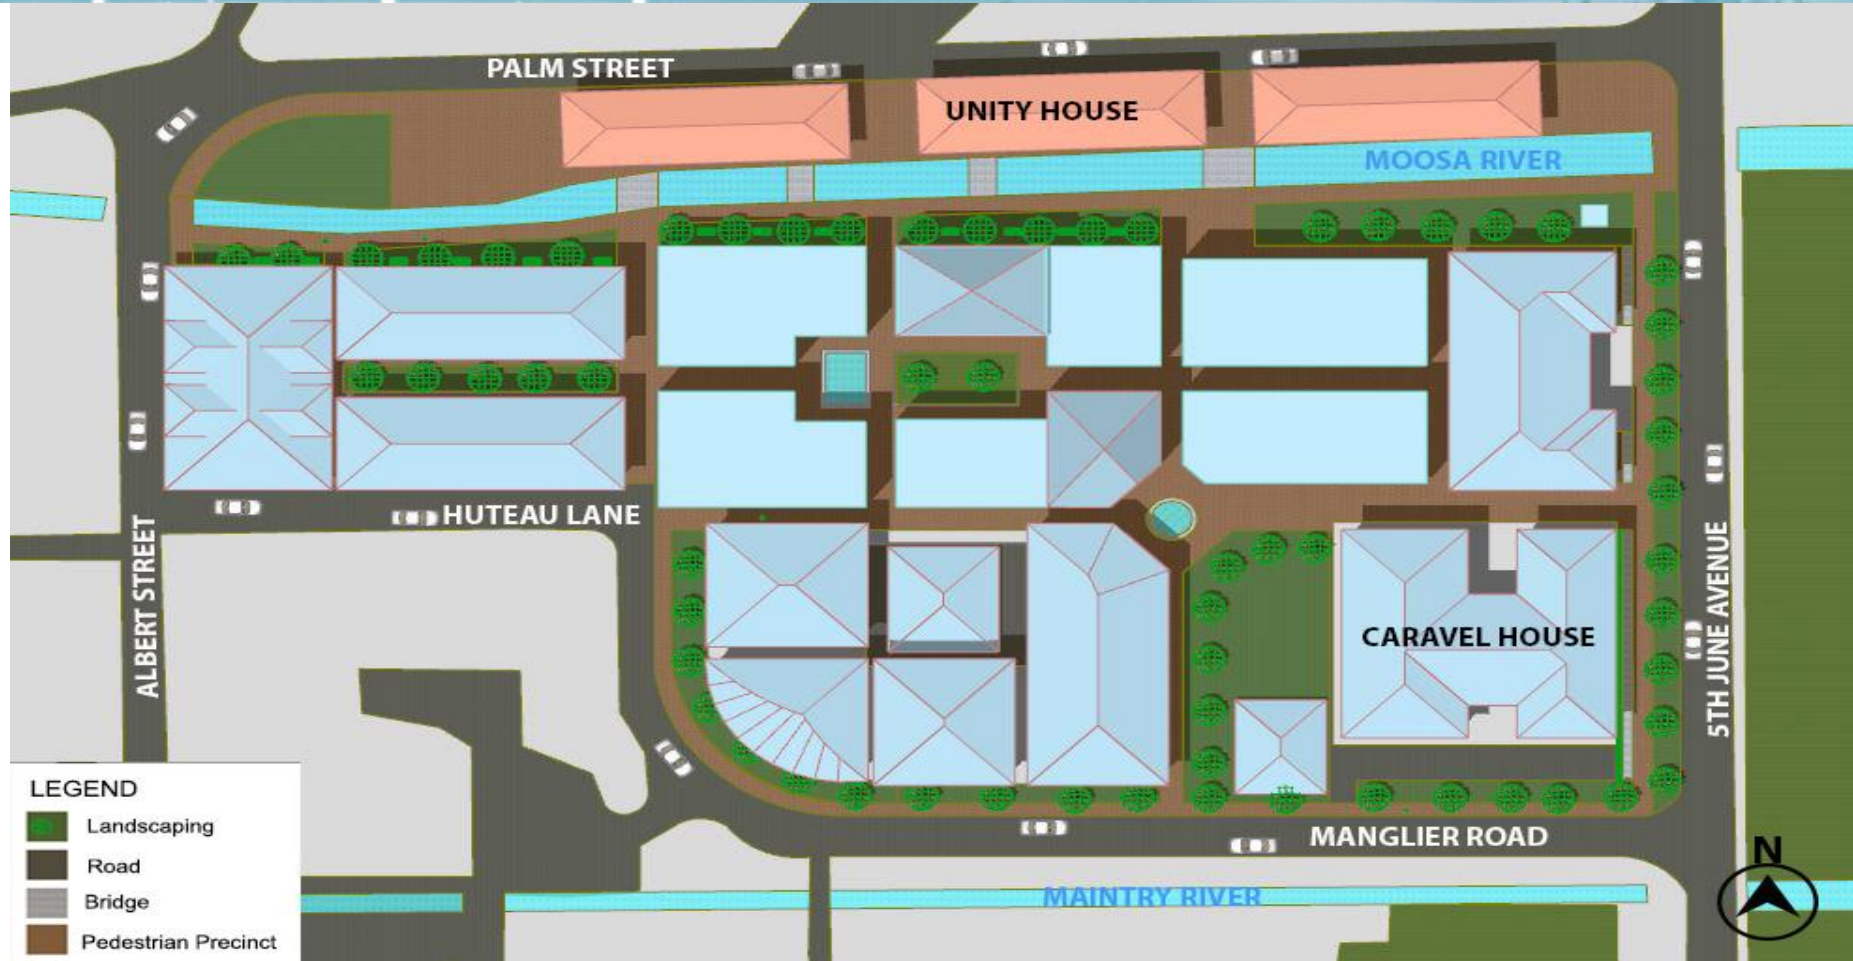 PALM STREET
UNITY HOUSE
MOOSA RIVER
HUTEAU LANE
ALBERT STREET
CARAVEL HOUSE
5TH JUNE AVENUE
MANGLIER ROAD
MAINTRY RIVER
N
LEGEND
Landscaping
Road
Bridge
Pedestrian Precinct